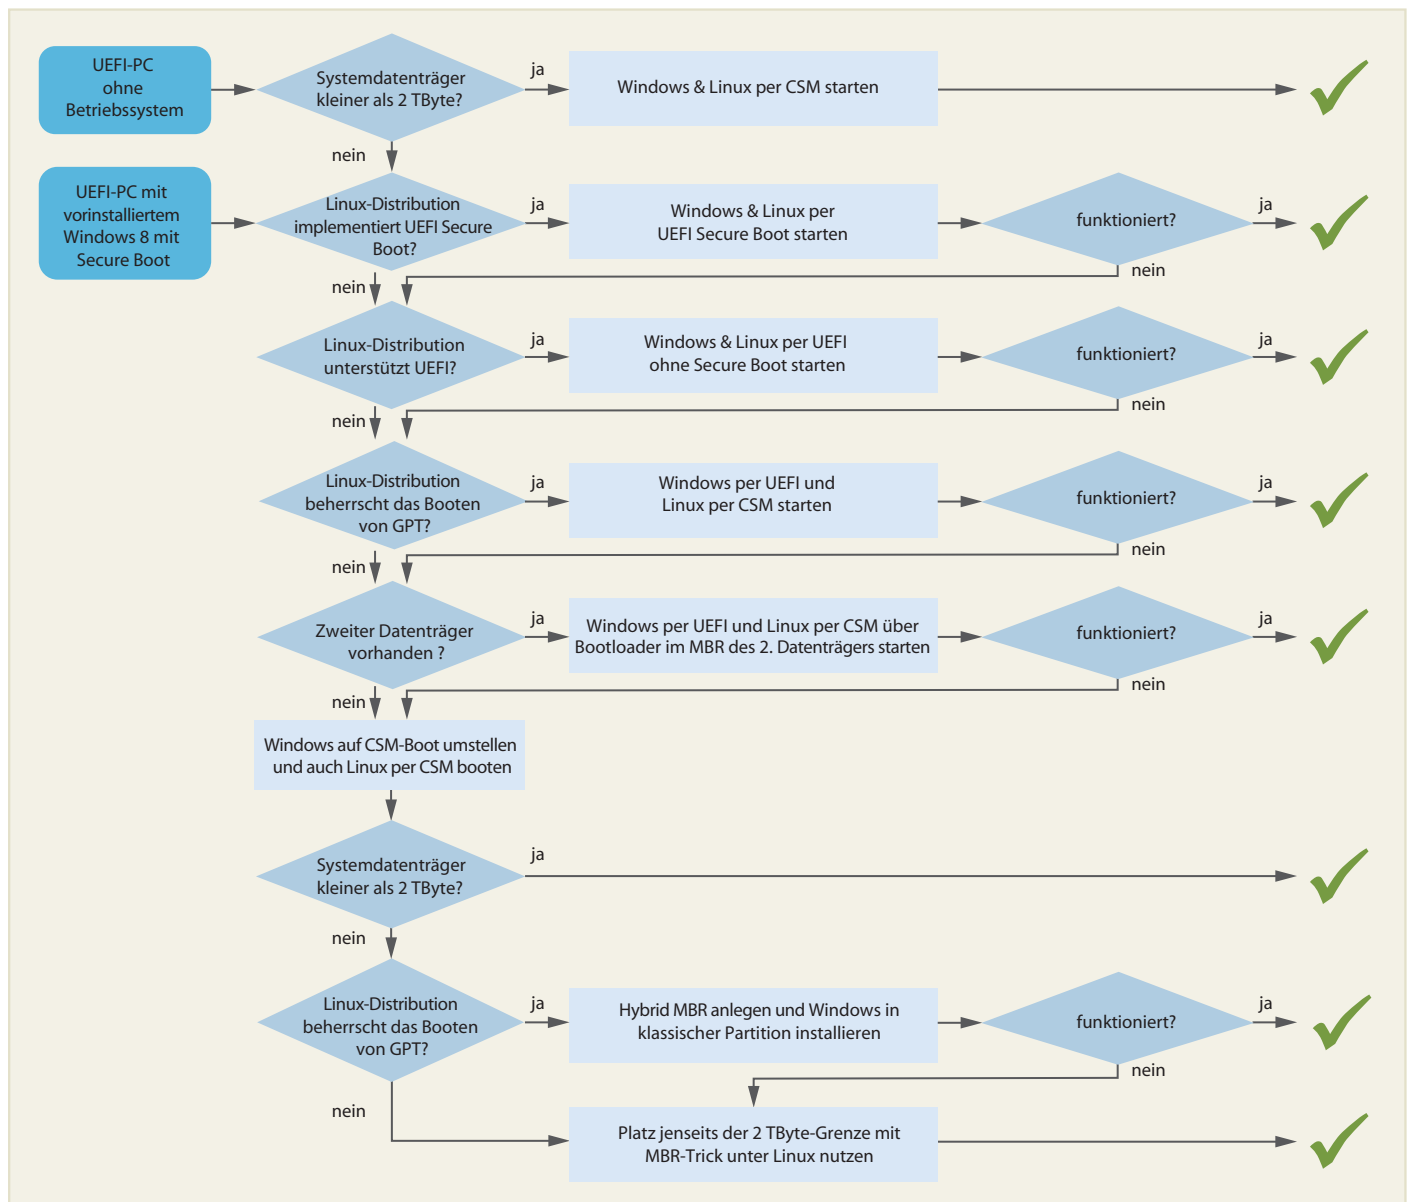 UEFI-PC
ohne
Betriebssystem
Systemdatenträger
kleiner als 2 TByte?
ja
Windows & Linux per CSM starten
nein
UEFI-PC mit
vorinstalliertem
Windows 8 mit
Secure Boot
Linux-Distribution
implementiert UEFI Secure
Boot?
ja
Windows & Linux per
UEFI Secure Boot starten
funktioniert?
ja
nein
nein
Linux-Distribution
unterstützt UEFI?
ja
Windows & Linux per UEFI
ohne Secure Boot starten
funktioniert?
ja
nein
nein
Linux-Distribution
beherrscht das Booten
von GPT?
ja
Windows per UEFI und
Linux per CSM starten
funktioniert?
ja
nein
nein
Zweiter Datenträger
vorhanden ?
ja
Windows per UEFI und Linux per CSM über
Bootloader im MBR des 2. Datenträgers starten
funktioniert?
ja
nein
nein
Windows auf CSM-Boot umstellen
und auch Linux per CSM booten
Systemdatenträger
kleiner als 2 TByte?
ja
nein
Linux-Distribution
beherrscht das Booten
von GPT?
ja
Hybrid MBR anlegen und Windows in
klassischer Partition installieren
funktioniert?
ja
nein
nein
Platz jenseits der 2 TByte-Grenze mit
MBR-Trick unter Linux nutzen